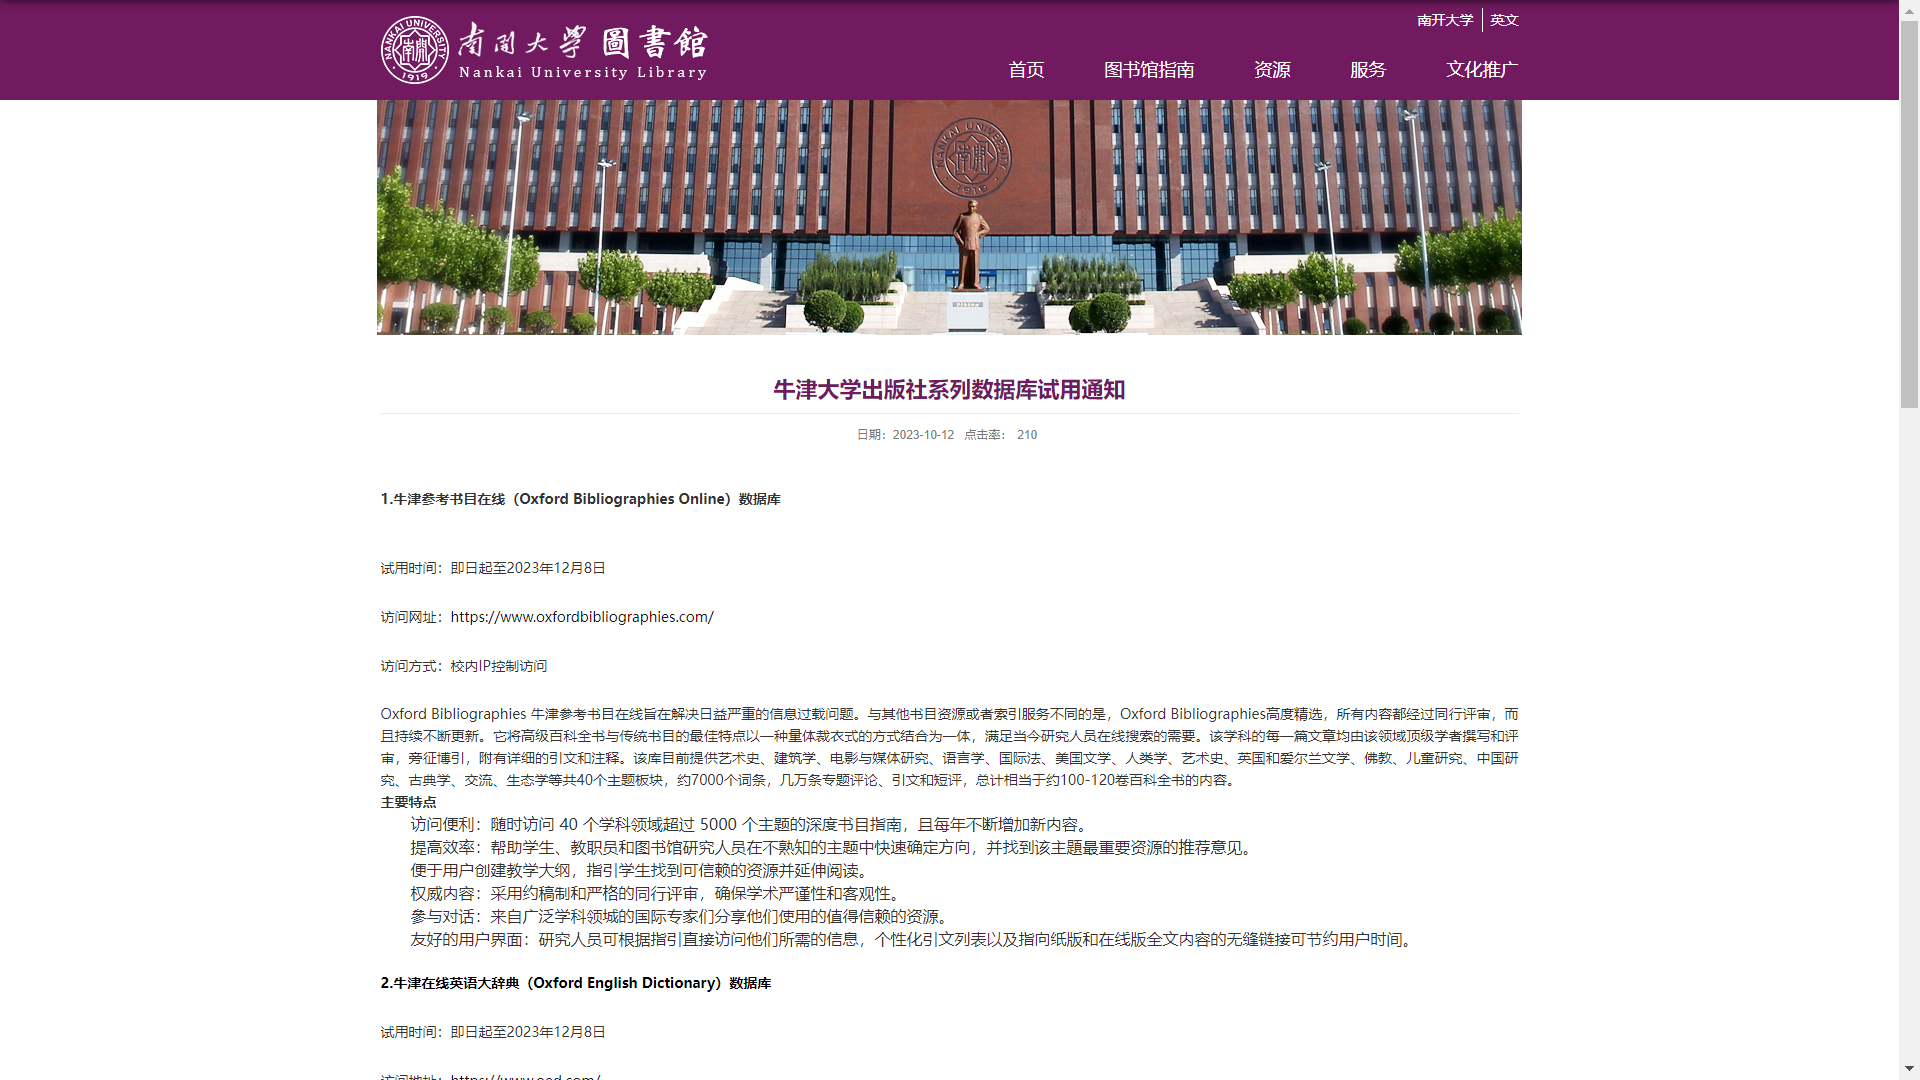 南开大学 英文
南開大學 圖書館
Nankai University Library
NANKAI UNIVERSITY
南開
1919
首页 图书馆指南 资源 服务 文化推广
NANKAI UNIVERSITY
南開
1919
牛津大学出版社系列数据库试用通知
日期：2023-10-12 点击率： 210
1.牛津参考书目在线（Oxford Bibliographies Online）数据库
试用时间：即日起至2023年12月8日
访问网址：https://www.oxfordbibliographies.com/
访问方式：校内IP控制访问
Oxford Bibliographies 牛津参考书目在线旨在解决日益严重的信息过载问题。与其他书目资源或者索引服务不同的是，Oxford Bibliographies高度精选，所有内容都经过同行评审，而
且持续不断更新。它将高级百科全书与传统书目的最佳特点以一种量体裁衣式的方式结合为一体，满足当今研究人员在线搜索的需要。该学科的每一篇文章均由该领域顶级学者撰写和评
审，旁征博引，附有详细的引文和注释。该库目前提供艺术史、建筑学、电影与媒体研究、语言学、国际法、美国文学、人类学、艺术史、英国和爱尔兰文学、佛教、儿童研究、中国研
究、古典学、交流、生态学等共40个主题板块，约7000个词条，几万条专题评论、引文和短评，总计相当于约100-120卷百科全书的内容。
主要特点
访问便利：随时访问 40 个学科领域超过 5000 个主题的深度书目指南，且每年不断增加新内容。
提高效率：帮助学生、教职员和图书馆研究人员在不熟知的主题中快速确定方向，并找到该主題最重要资源的推荐意见。
便于用户创建教学大纲，指引学生找到可信赖的资源并延伸阅读。
权威内容：采用约稿制和严格的同行评审，确保学术严谨性和客观性。
參与对话：来自广泛学科领城的国际专家们分享他们使用的值得信赖的资源。
友好的用户界面：研究人员可根据指引直接访问他们所需的信息，个性化引文列表以及指向纸版和在线版全文内容的无缝链接可节约用户时间。
2.牛津在线英语大辞典（Oxford English Dictionary）数据库
试用时间：即日起至2023年12月8日
访问地址：https://www.oed.com/